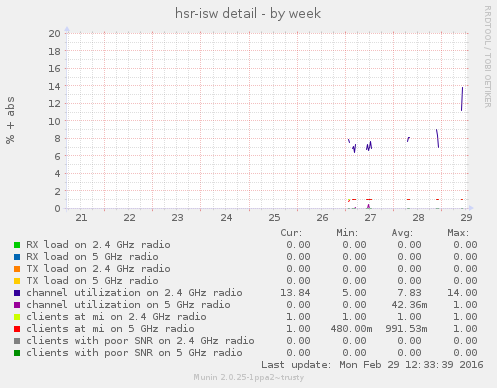 hsr-isw detail - by week
RRDTOOL / TOBI OETIKER
% + abs
20
18
16
14
12
10
8
6
4
2
0
21 22 23 24 25 26 27 28 29
Cur: Min: Avg: Max:
RX load on 2.4 GHz radio 0.00 0.00 0.00 0.00
RX load on 5 GHz radio 0.00 0.00 0.00 0.00
TX load on 2.4 GHz radio 0.00 0.00 0.00 0.00
TX load on 5 GHz radio 0.00 0.00 0.00 0.00
channel utilization on 2.4 GHz radio 13.84 5.00 7.83 14.00
channel utilization on 5 GHz radio 0.00 0.00 42.36m 1.00
clients at mi on 2.4 GHz radio 1.00 1.00 1.00 1.00
clients at mi on 5 GHz radio 1.00 480.00m 991.53m 1.00
clients with poor SNR on 2.4 GHz radio 0.00 0.00 0.00 0.00
clients with poor SNR on 5 GHz radio 0.00 0.00 0.00 0.00
Last update: Mon Feb 29 12:33:39 2016
Munin 2.0.25-1ppa2~trusty